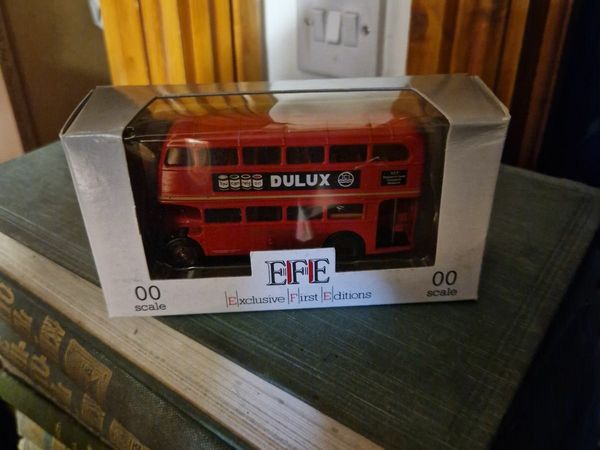 DULUX
EFE
Exclusive First Editions
00
scale
00
scale